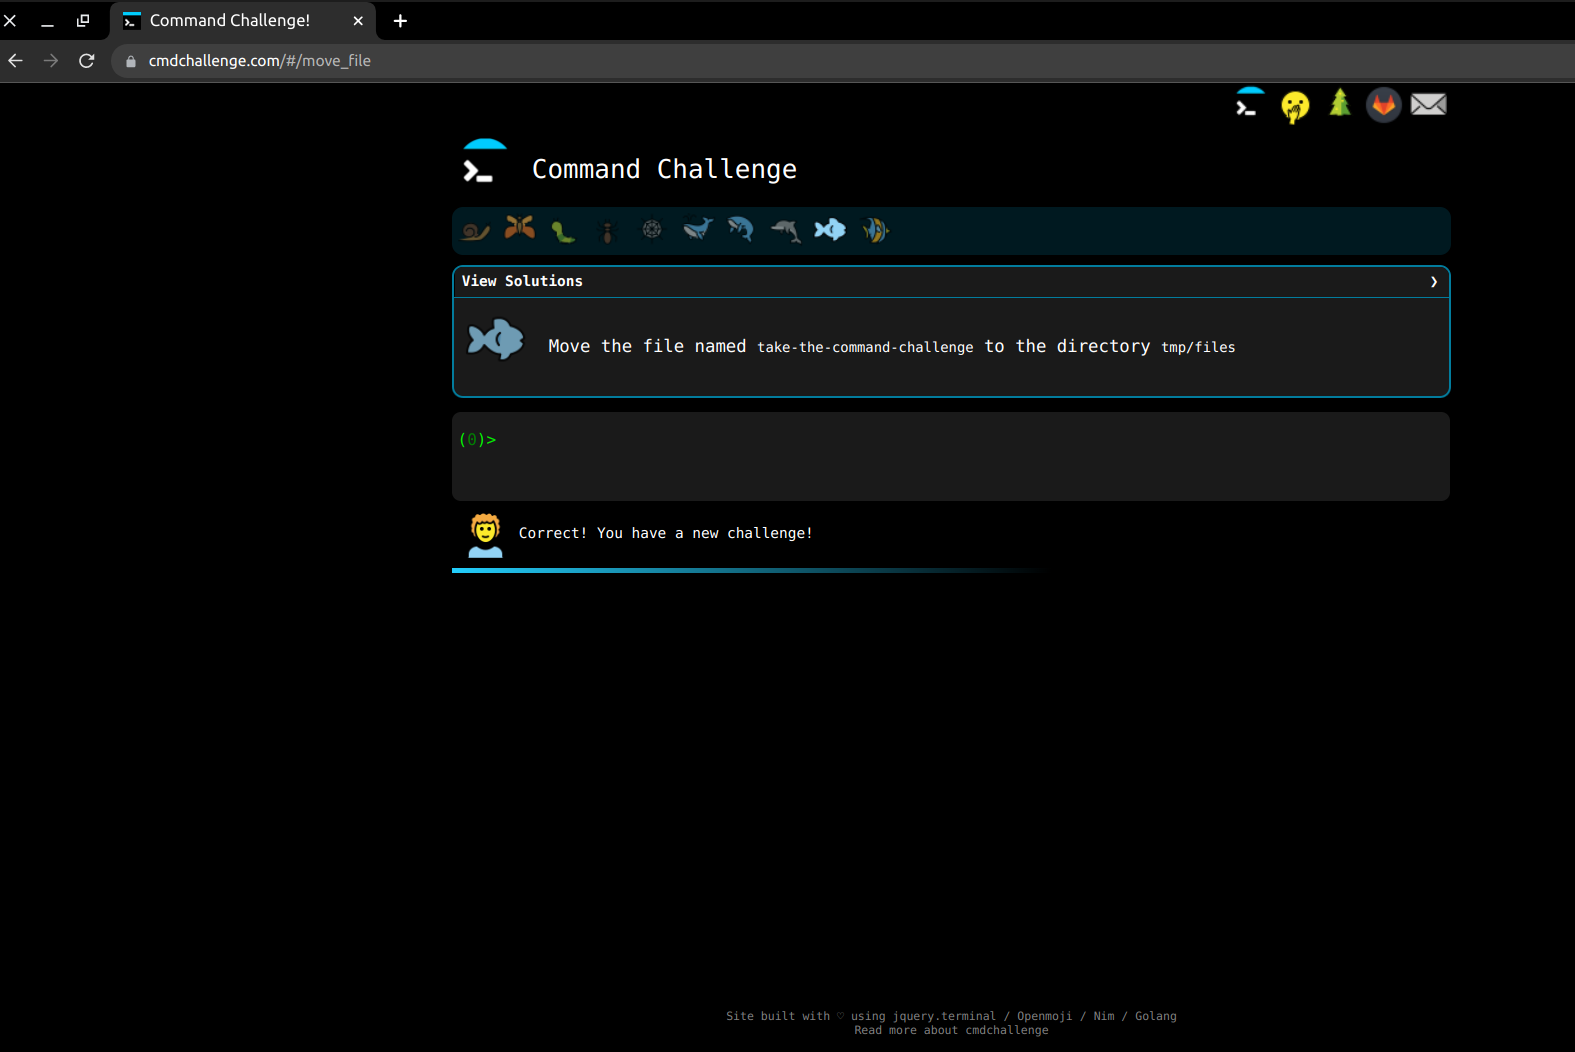 Command Challenge!
cmdchallenge.com/#/move_file
Command Challenge
View Solutions
Move the file named take-the-command-challenge to the directory tmp/files
(0)>
Correct! You have a new challenge!
Site built with ♡ using jquery.terminal / Openmoji / Nim / Golang
Read more about cmdchallenge